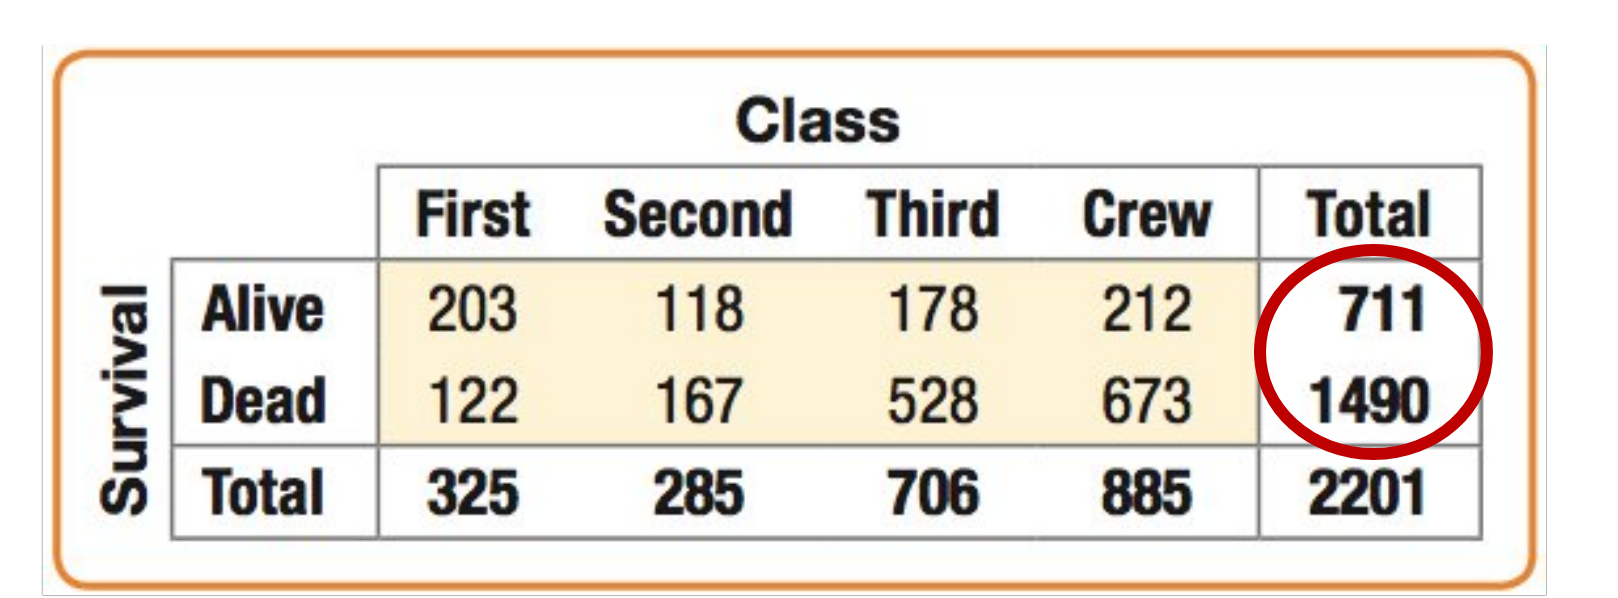 Class
First Second Third Crew Total
Survival
Alive 203 118 178 212 711
Dead 122 167 528 673 1490
Total 325 285 706 885 2201